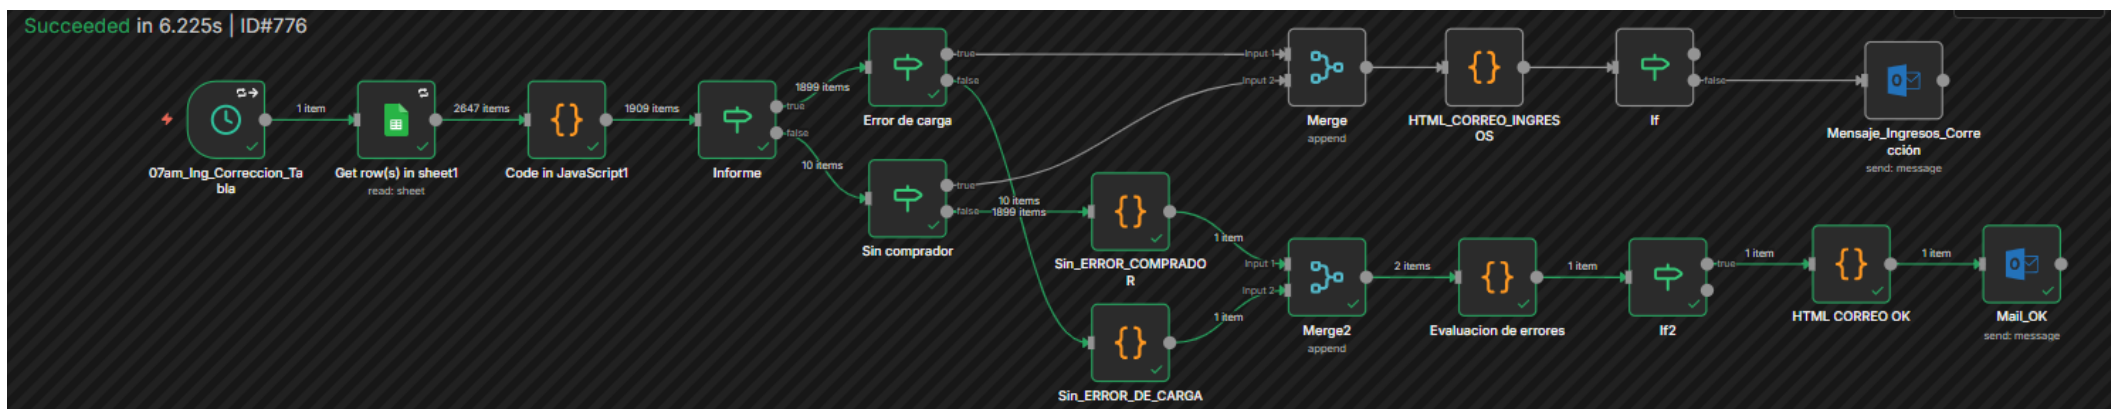 Succeeded in 6.225s | ID#776
07am_Ing_Correccion_Ta
bla
1 item
Get row(s) in sheet1
read: sheet
2647 items
Code in JavaScript1
1909 items
Informe
true
false
1899 items
10 items
Error de carga
true
false
Sin comprador
true
false
10 items
1899 items
Sin_ERROR_COMPRADO
R
1 item
Sin_ERROR_DE_CARGA
1 item
Input 1
Input 2
Merge
append
HTML_CORREO_INGRES
OS
If
false
Mensaje_Ingresos_Corre
cción
send: message
Input 1
Input 2
Merge2
append
2 items
Evaluacion de errores
1 item
If2
true
1 item
HTML CORREO OK
1 item
Mail_OK
send: message